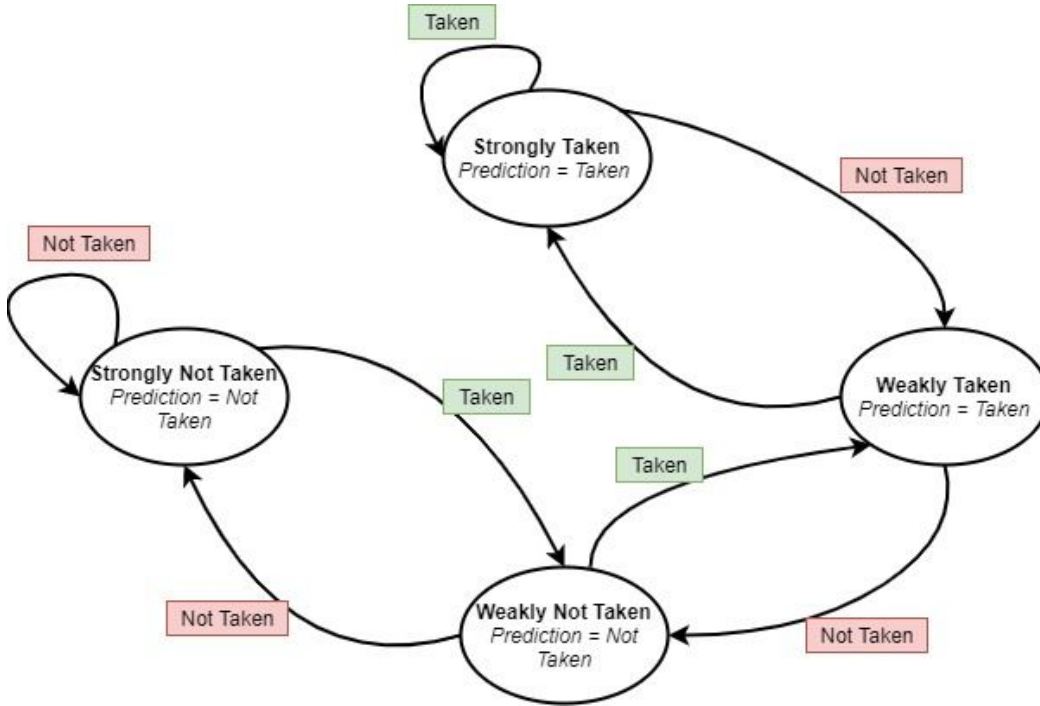 Taken
Strongly Taken
Prediction = Taken
Not Taken
Not Taken
Taken
Strongly Not Taken
Prediction = Not
Taken
Taken
Weakly Taken
Prediction = Taken
Taken
Weakly Not Taken
Prediction = Not
Taken
Not Taken
Not Taken